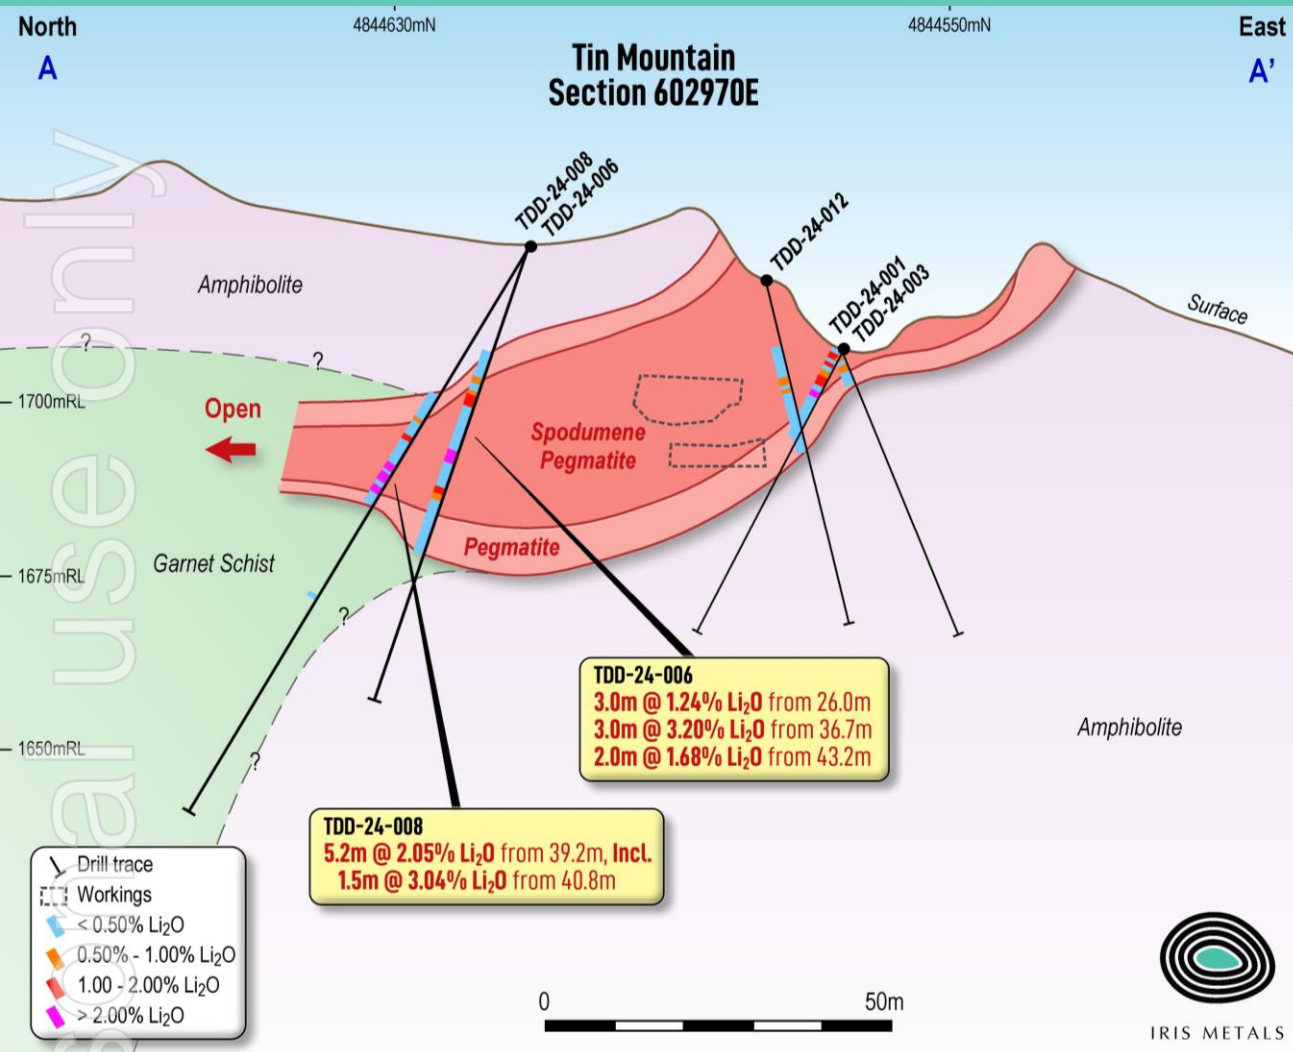 North
4844630mN
4844550mN
East
A
Tin Mountain
A'
Section 602970E
TDD-24-008
TDD-24-006
TDD-24-012
TDD-24-001
TDD-24-003
Surface
Amphibolite
?
?
1700mRL
Open
Spodumene
Pegmatite
Pegmatite
Garnet Schist
1675mRL
?
TDD-24-006
3.0m @ 1.24% Li₂O from 26.0m
3.0m @ 3.20% Li₂O from 36.7m
2.0m @ 1.68% Li₂O from 43.2m
Amphibolite
1650mRL
?
TDD-24-008
5.2m @ 2.05% Li₂O from 39.2m, Incl.
1.5m @ 3.04% Li₂O from 40.8m
Drill trace
Workings
< 0.50% Li₂O
0.50% - 1.00% Li₂O
1.00 - 2.00% Li₂O
> 2.00% Li₂O
0 50m
IRIS METALS
sonal use only